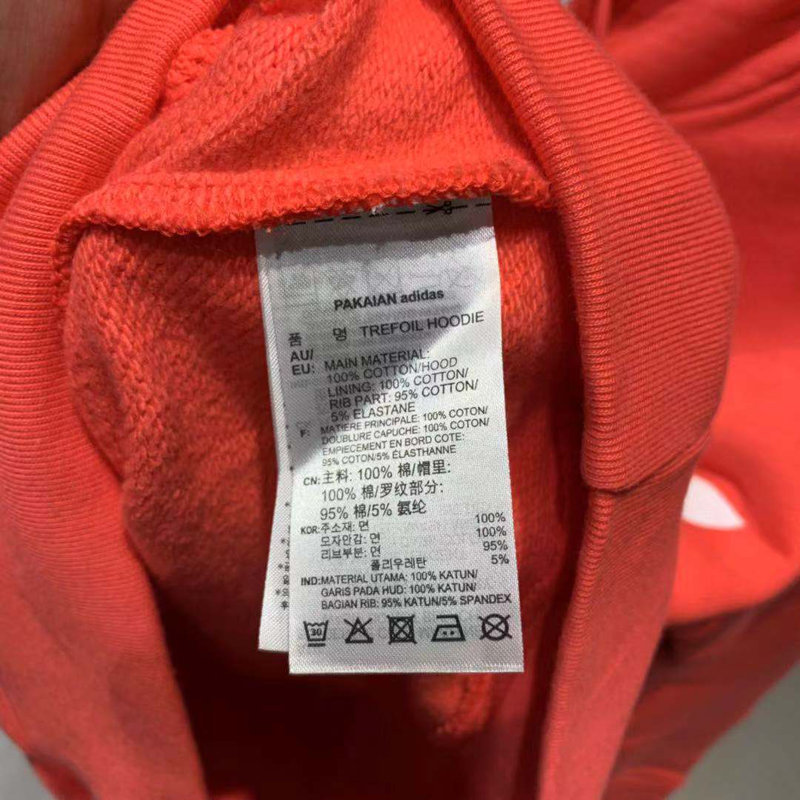 PAKAIAN adidas
품 명 TREFOIL HOODIE
AU/
EU: MAIN MATERIAL:
100% COTTON/HOOD
LINING: 100% COTTON/
RIB PART: 95% COTTON/
5% ELASTANE
F: MATIERE PRINCIPALE: 100% COTON/
DOUBLURE CAPUCHE: 100% COTON/
EMPIECEMENT EN BORD COTE:
95% COTON/5% ÉLASTHANNE
CN: 主料: 100% 棉/帽里:
100% 棉/罗纹部分:
95% 棉/5% 氨纶
KOR: 주소재: 면 100%
모자안감: 면 100%
리브부분: 면 95%
폴리우레탄 5%
IND: MATERIAL UTAMA: 100% KATUN/
GARIS PADA HUD: 100% KATUN/
BAGIAN RIB: 95% KATUN/5% SPANDEX
30